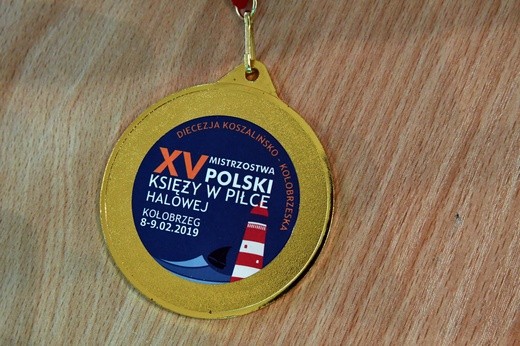 DIECEZJA KOSZALIŃSKO - KOŁOBRZESKA
XV MISTRZOSTWA
POLSKI
KSIĘŻY W PIŁCE
HALOWEJ
KOŁOBRZEG
8-9.02.2019